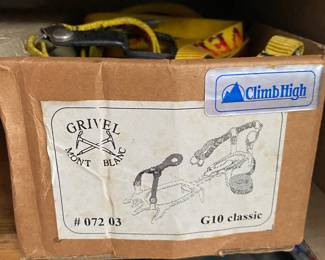 ClimbHigh
GRIVEL
MONT BLANC
# 072 03
G10 classic